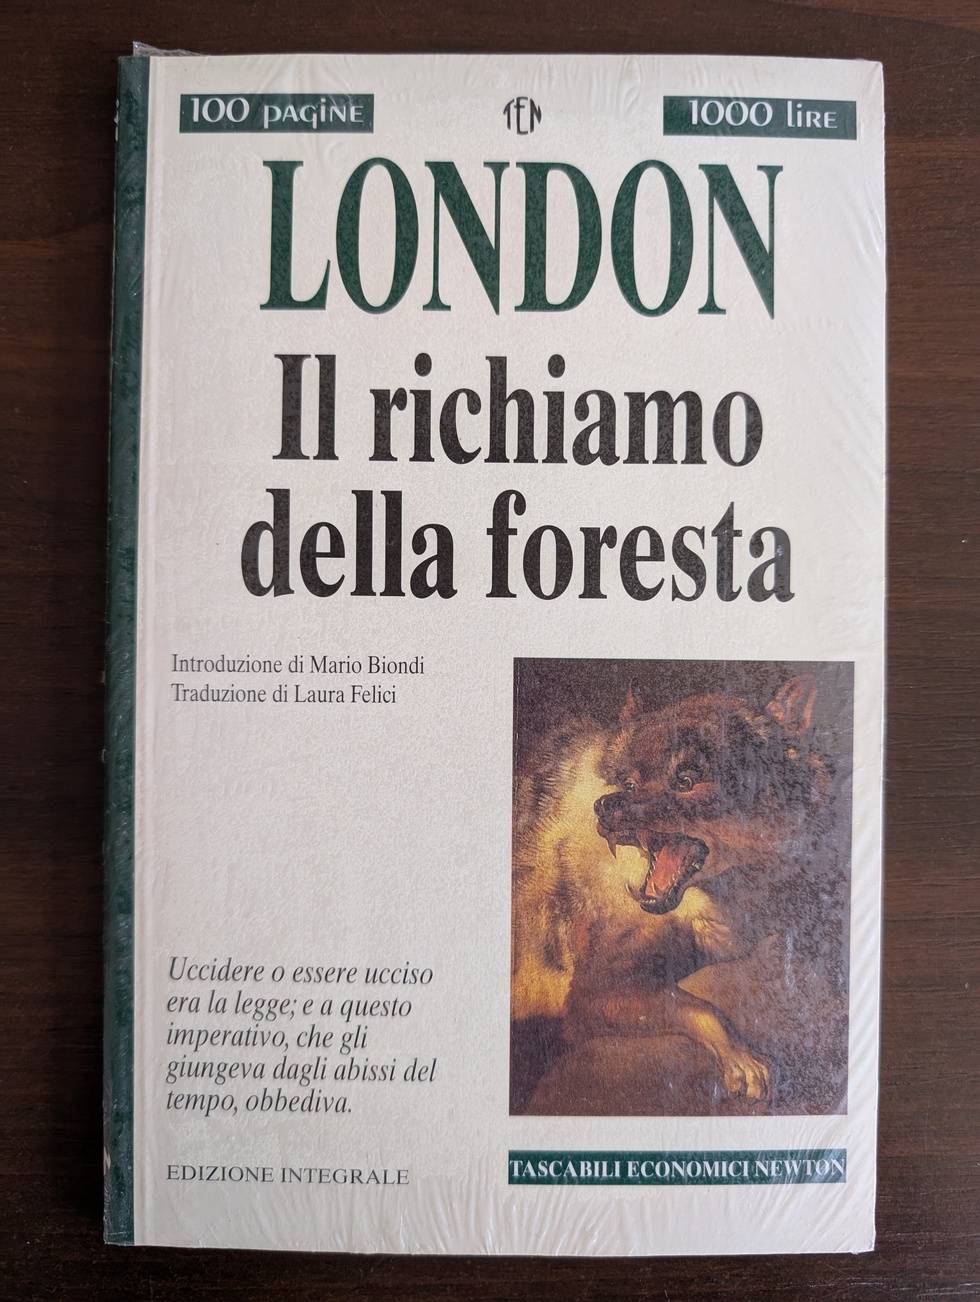 100 pagine
TEN
1000 lire
LONDON
Il richiamo
della foresta
Introduzione di Mario Biondi
Traduzione di Laura Felici
Uccidere o essere ucciso
era la legge; e a questo
imperativo, che gli
giungeva dagli abissi del
tempo, obbediva.
EDIZIONE INTEGRALE
TASCABILI ECONOMICI NEWTON